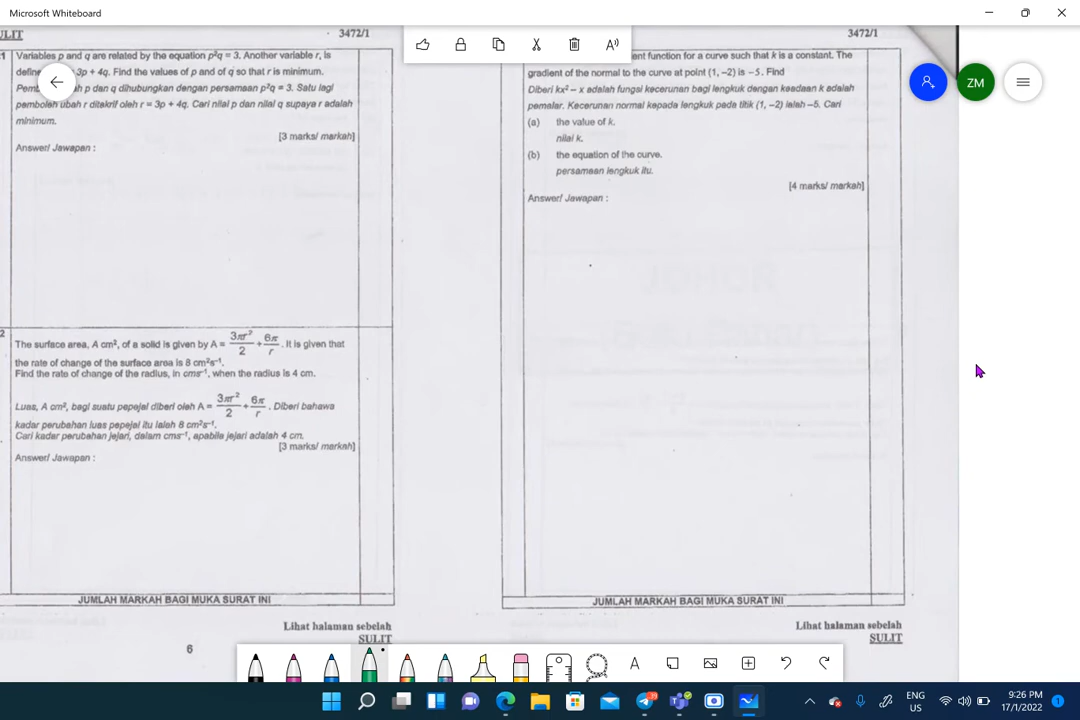 Microsoft Whiteboard
ULIT
3472/1
1 Variables p and q are related by the equation p²q = 3. Another variable r, is
define 3p + 4q. Find the values of p and of q so that r is minimum.
Pemb ah p dan q dihubungkan dengan persamaan p²q = 3. Satu lagi
pemboleh ubah r ditakrif oleh r = 3p + 4q. Cari nilai p dan nilai q supaya r adalah
minimum.
[3 marks/ markah]
Answer/ Jawapan :
2
The surface area, A cm², of a solid is given by A = 3πr²/2 + 6π/r . It is given that
the rate of change of the surface area is 8 cm²s⁻¹.
Find the rate of change of the radius, in cms⁻¹, when the radius is 4 cm.
Luas, A cm², bagi suatu pepejal diberi oleh A = 3πr²/2 + 6π/r . Diberi bahawa
kadar perubahan luas pepejal itu ialah 8 cm²s⁻¹.
Cari kadar perubahan jejari, dalam cms⁻¹, apabila jejari adalah 4 cm.
[3 marks/ markah]
Answer/ Jawapan :
JUMLAH MARKAH BAGI MUKA SURAT INI
Lihat halaman sebelah
SULIT
6
3472/1
ent function for a curve such that k is a constant. The
gradient of the normal to the curve at point (1, −2) is −5. Find
Diberi kx² − x adalah fungsi kecerunan bagi lengkuk dengan keadaan k adalah
pemalar. Kecerunan normal kepada lengkuk pada titik (1, −2) ialah −5. Cari
(a) the value of k.
nilai k.
(b) the equation of the curve.
persamaan lengkuk itu.
[4 marks/ markah]
Answer/ Jawapan :
JUMLAH MARKAH BAGI MUKA SURAT INI
Lihat halaman sebelah
SULIT
ZM
A
ENG
US
9:26 PM
17/1/2022